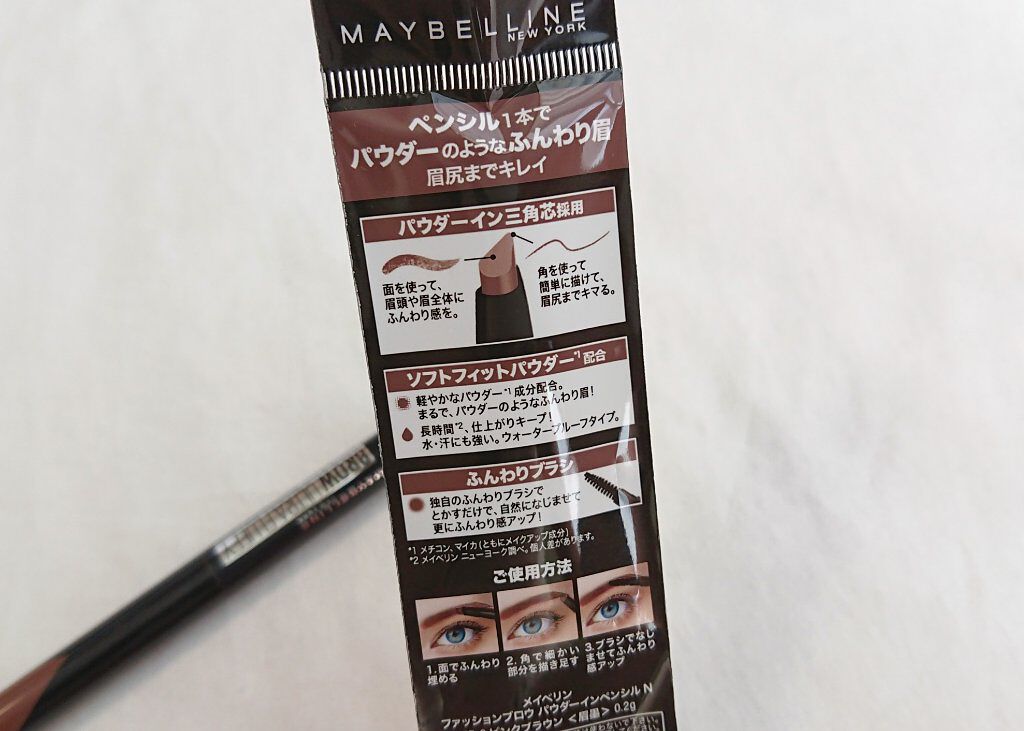 MAYBELLINE
NEW YORK
ペンシル1本で
パウダーのようなふんわり眉
眉尻までキレイ
パウダーイン三角芯採用
面を使って、
眉頭や眉全体に
ふんわり感を。
角を使って
簡単に描けて、
眉尻までキマる。
ソフトフィットパウダー*1配合
軽やかなパウダー*1成分配合。
まるで、パウダーのようなふんわり眉！
長時間*2、仕上がりキープ！
水・汗にも強い。ウォータープルーフタイプ。
ふんわりブラシ
独自のふんわりブラシで
とかすだけで、自然になじませて
更にふんわり感アップ！
*1 メチコン、マイカ(ともにメイクアップ成分)
*2 メイベリン ニューヨーク調べ。個人差があります。
ご使用方法
1.面でふんわり
埋める
2.角で細かい
部分を描き足す
3.ブラシでなじ
ませてふんわり
感アップ
メイベリン
ファッションブロウ パウダーインペンシル N
ピンクブラウン ＜眉墨＞ 0.2g